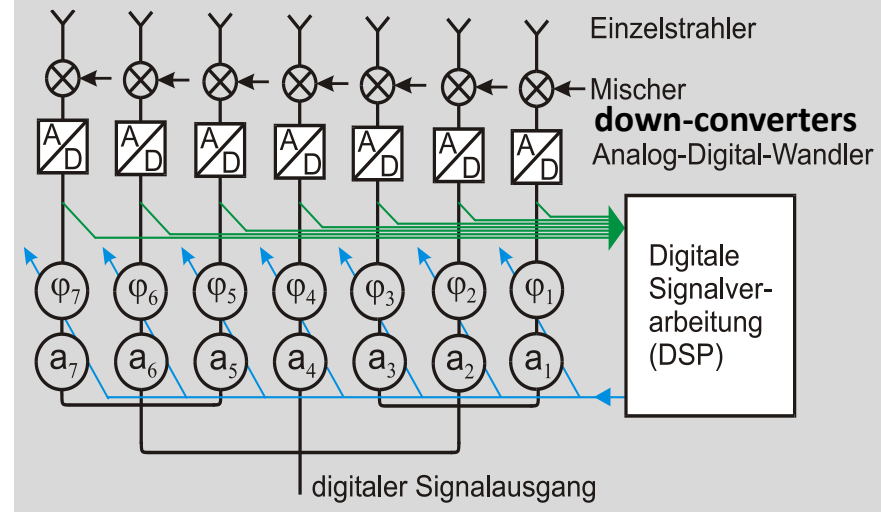 Einzelstrahler
Mischer
down-converters
A D A D A D A D A D A D A D
Analog-Digital-Wandler
Digitale
Signalver-
arbeitung
(DSP)
φ7 φ6 φ5 φ4 φ3 φ2 φ1
a7 a6 a5 a4 a3 a2 a1
digitaler Signalausgang